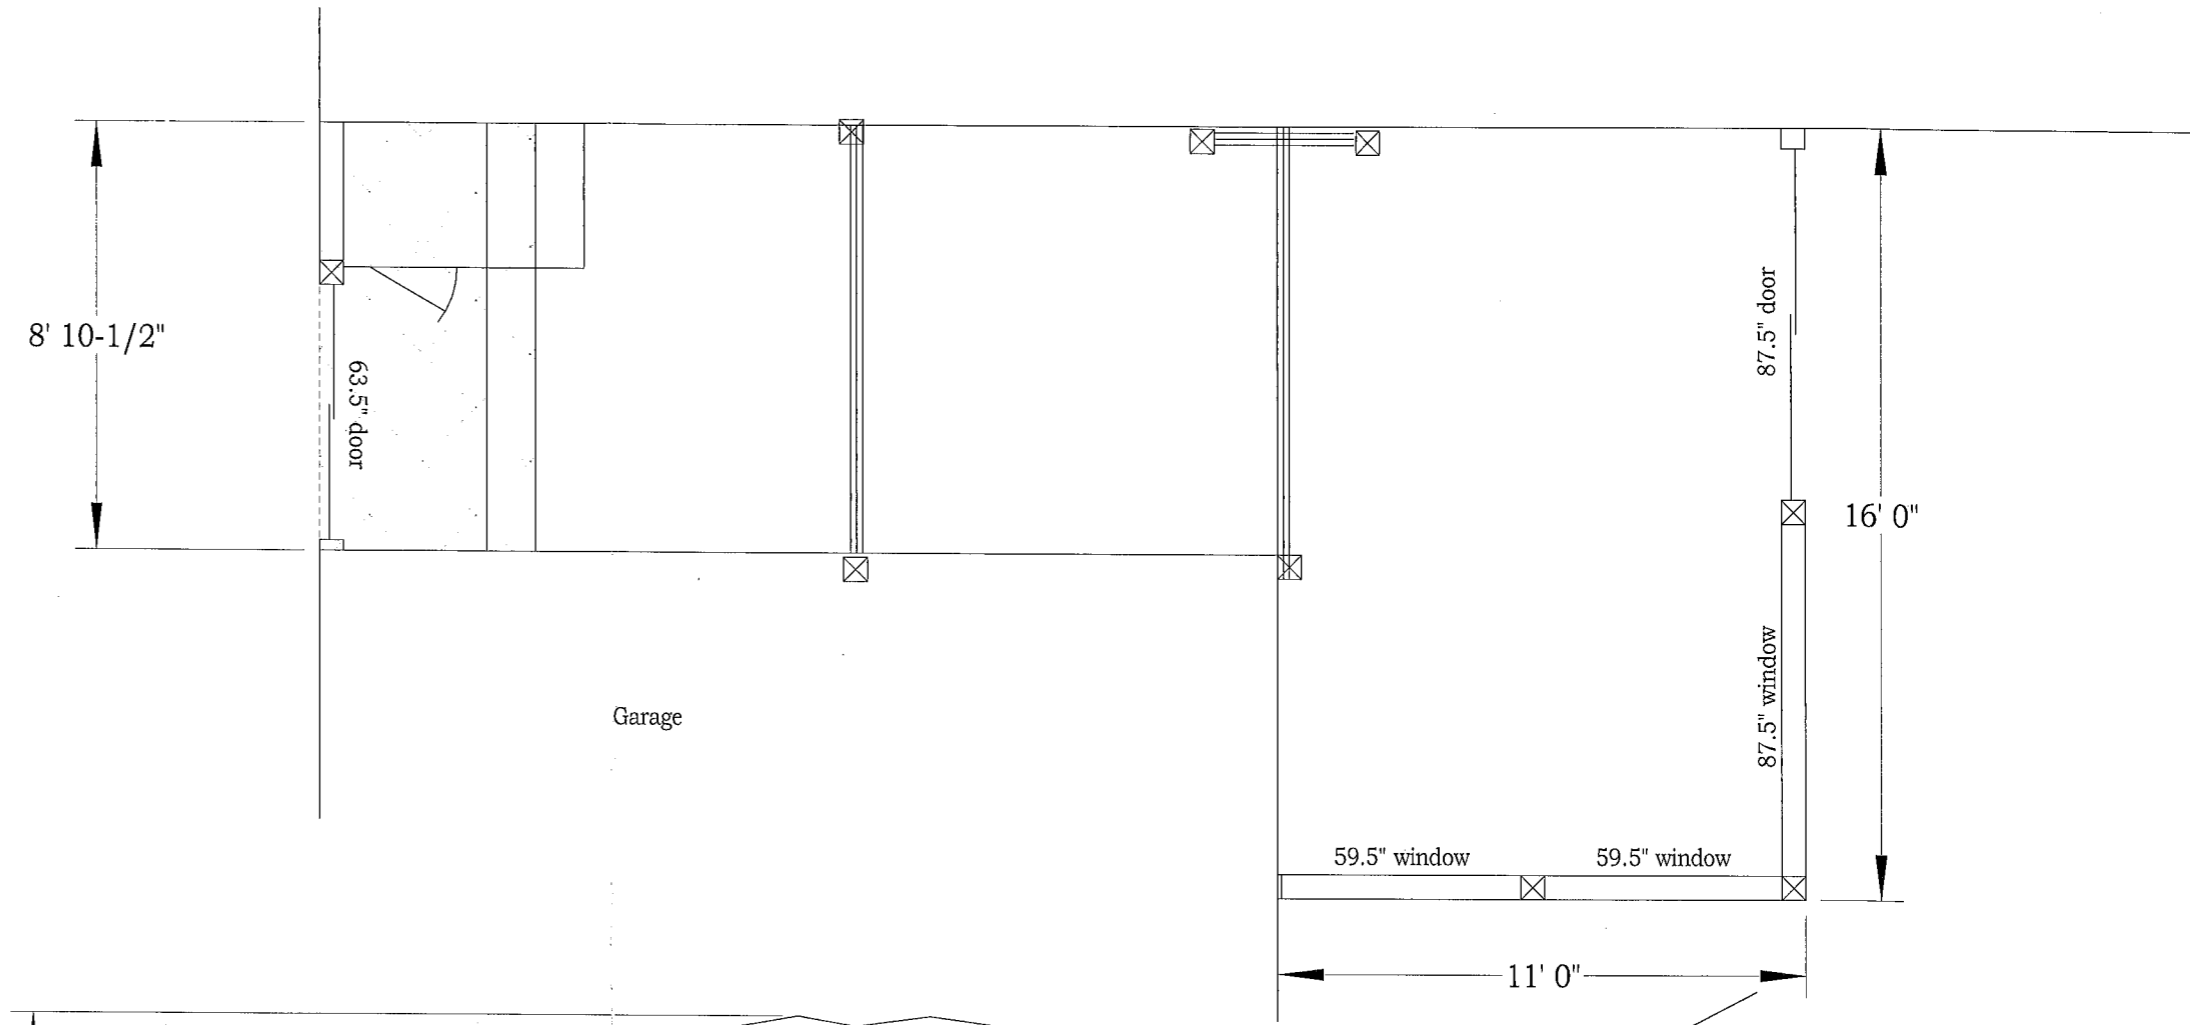 8' 10-1/2"
63.5" door
87.5" door
16' 0"
87.5" window
Garage
59.5" window
59.5" window
11' 0"